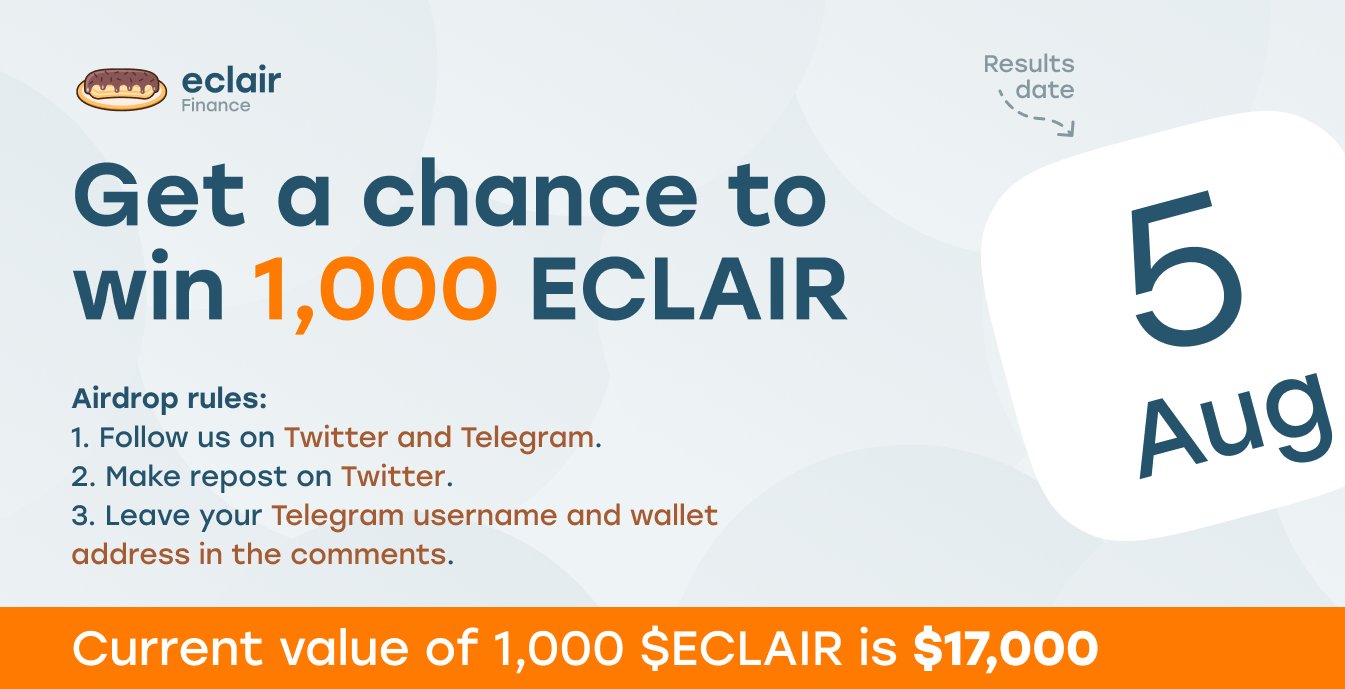 eclair
Finance
Results
date
Get a chance to
win 1,000 ECLAIR
5
Aug
Airdrop rules:
1. Follow us on Twitter and Telegram.
2. Make repost on Twitter.
3. Leave your Telegram username and wallet
address in the comments.
Current value of 1,000 $ECLAIR is $17,000